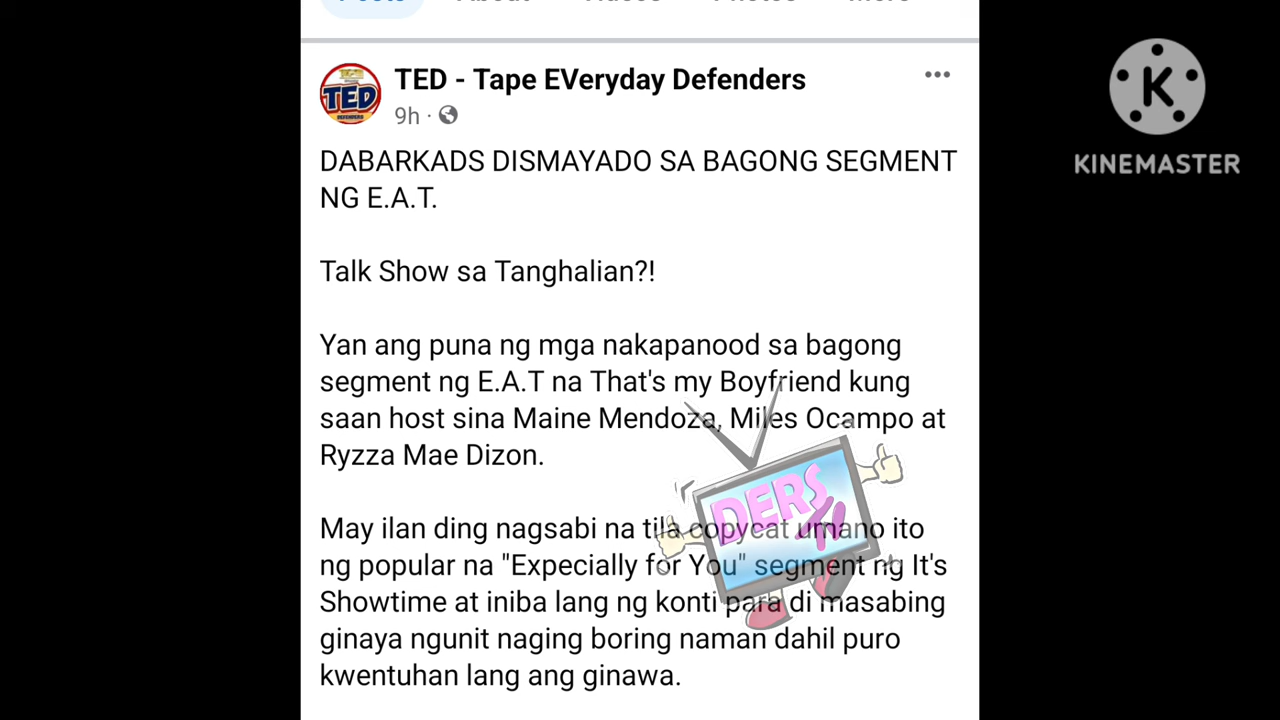 TED - Tape EVeryday Defenders
9h ·
TED
DEFENDERS
DABARKADS DISMAYADO SA BAGONG SEGMENT
NG E.A.T.
Talk Show sa Tanghalian?!
Yan ang puna ng mga nakapanood sa bagong
segment ng E.A.T na That's my Boyfriend kung
saan host sina Maine Mendoza, Miles Ocampo at
Ryzza Mae Dizon.
May ilan ding nagsabi na tila copycat umano ito
ng popular na "Expecially for You" segment ng It's
Showtime at iniba lang ng konti para di masabing
ginaya ngunit naging boring naman dahil puro
kwentuhan lang ang ginawa.
DERS
TV
K
KINEMASTER